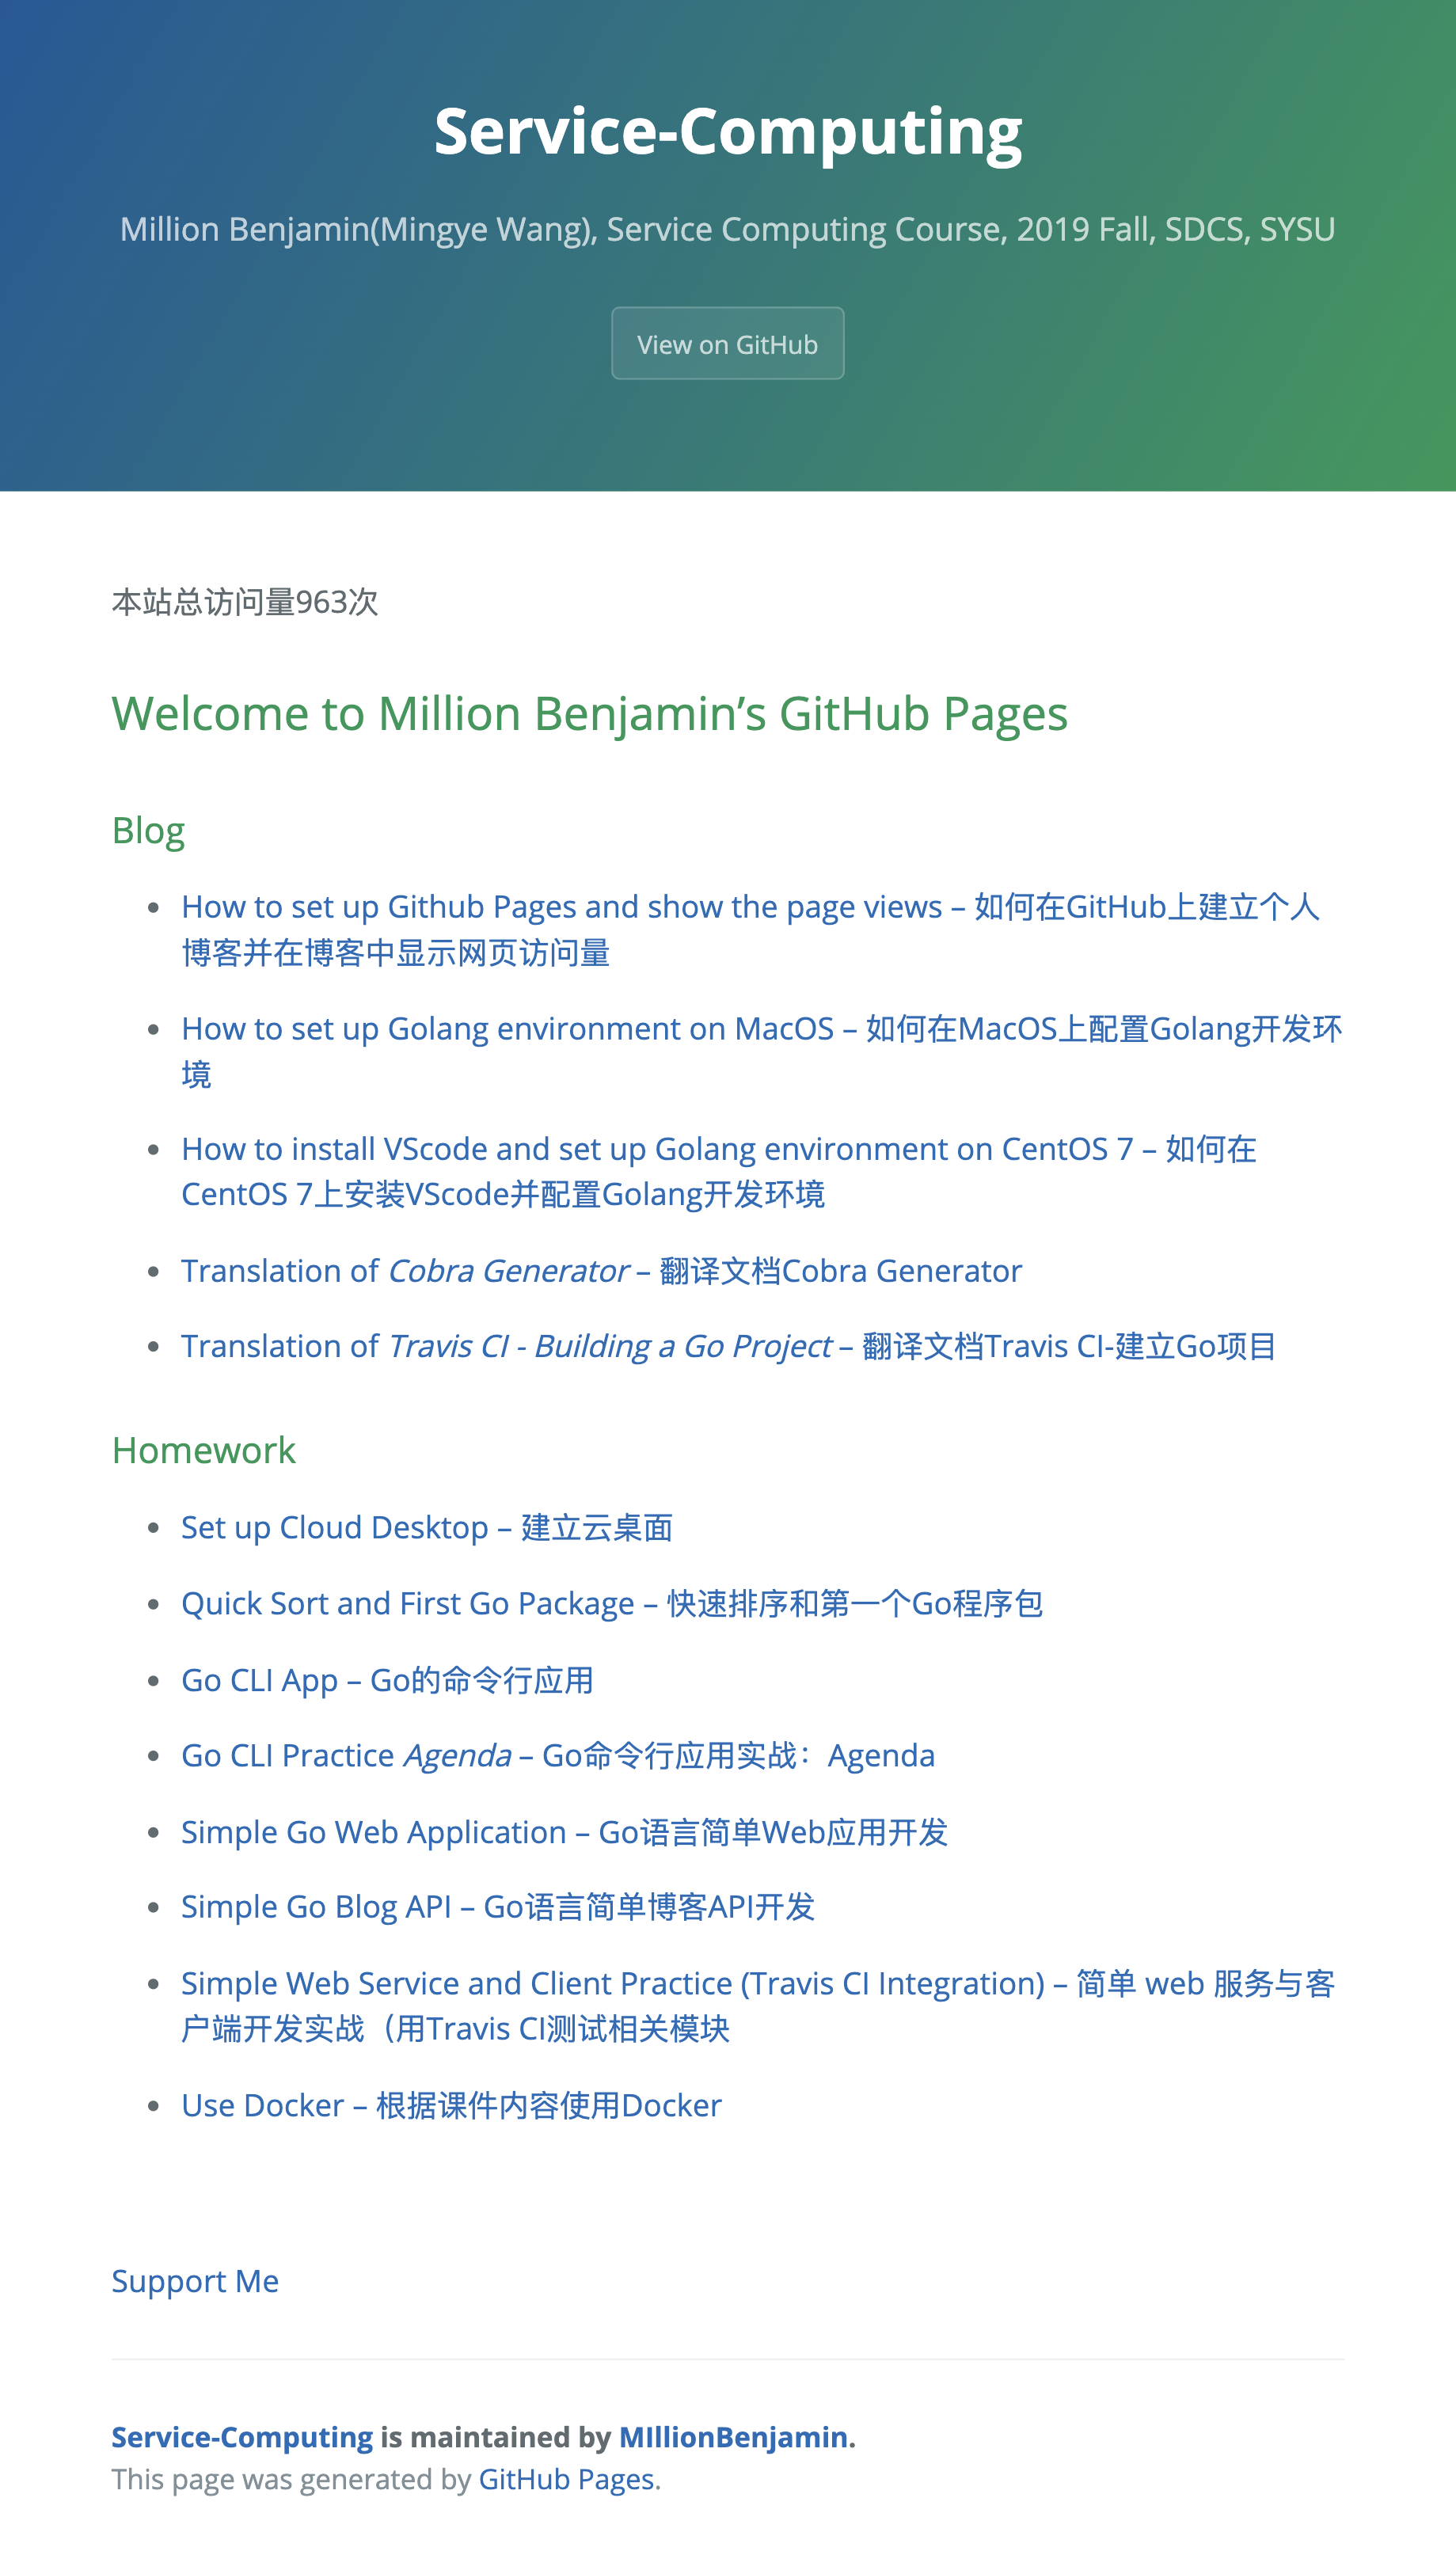 Service-Computing
Million Benjamin(Mingye Wang), Service Computing Course, 2019 Fall, SDCS, SYSU
View on GitHub
本站总访问量963次
Welcome to Million Benjamin’s GitHub Pages
Blog
• How to set up Github Pages and show the page views – 如何在GitHub上建立个人
博客并在博客中显示网页访问量
• How to set up Golang environment on MacOS – 如何在MacOS上配置Golang开发环
境
• How to install VScode and set up Golang environment on CentOS 7 – 如何在
CentOS 7上安装VScode并配置Golang开发环境
• Translation of Cobra Generator – 翻译文档Cobra Generator
• Translation of Travis CI - Building a Go Project – 翻译文档Travis CI-建立Go项目
Homework
• Set up Cloud Desktop – 建立云桌面
• Quick Sort and First Go Package – 快速排序和第一个Go程序包
• Go CLI App – Go的命令行应用
• Go CLI Practice Agenda – Go命令行应用实战：Agenda
• Simple Go Web Application – Go语言简单Web应用开发
• Simple Go Blog API – Go语言简单博客API开发
• Simple Web Service and Client Practice (Travis CI Integration) – 简单 web 服务与客
户端开发实战（用Travis CI测试相关模块
• Use Docker – 根据课件内容使用Docker
Support Me
Service-Computing is maintained by MIllionBenjamin.
This page was generated by GitHub Pages.